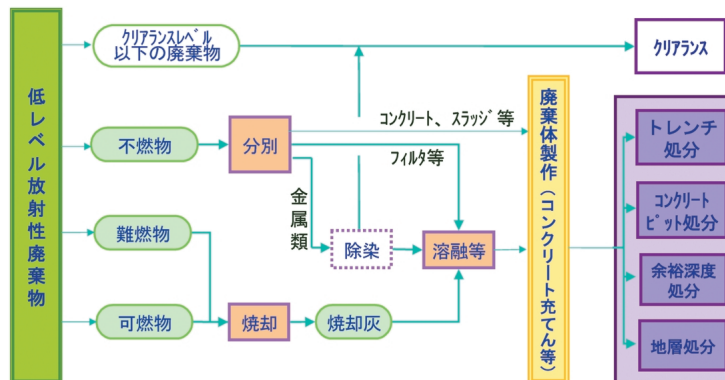 低レベル放射性廃棄物
クリアランスレベル
以下の廃棄物
クリアランス
不燃物
分別
コンクリート、スラッジ等
フィルタ等
金属類
難燃物
除染
溶融等
可燃物
焼却
焼却灰
廃棄体製作(コンクリート充てん等)
トレンチ
処分
コンクリート
ピット処分
余裕深度
処分
地層処分